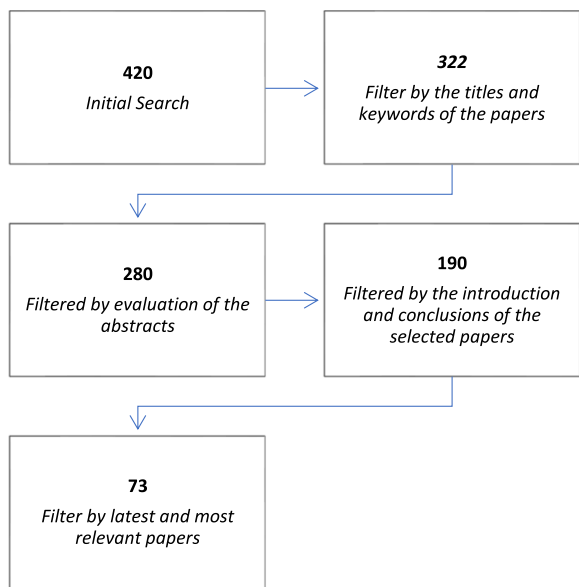 420
Initial Search
322
Filter by the titles and
keywords of the papers
280
Filtered by evaluation of the
abstracts
190
Filtered by the introduction
and conclusions of the
selected papers
73
Filter by latest and most
relevant papers